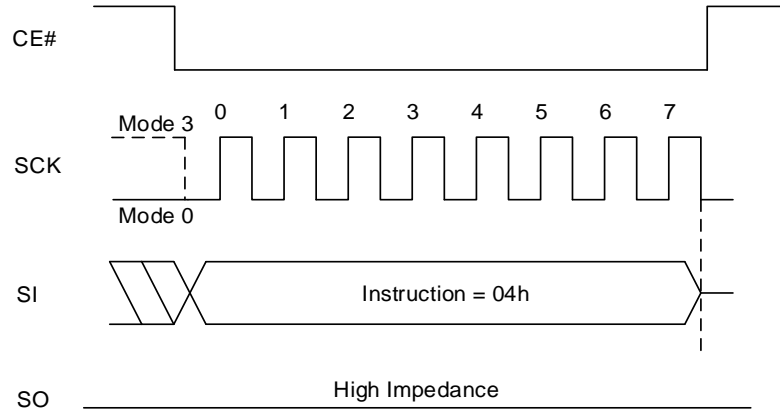 CE#
0 1 2 3 4 5 6 7
Mode 3
SCK
Mode 0
SI
Instruction = 04h
SO
High Impedance